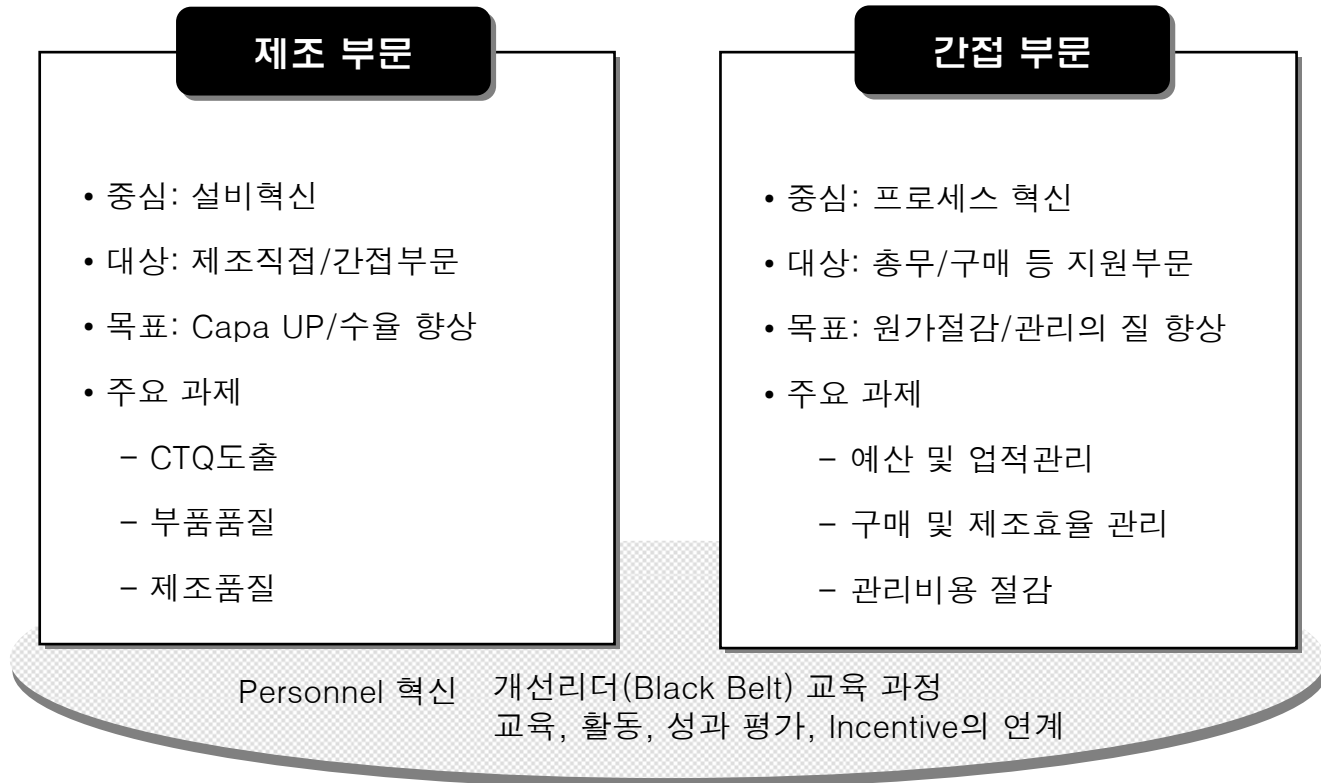 제조 부문
• 중심: 설비혁신
• 대상: 제조직접/간접부문
• 목표: Capa UP/수율 향상
• 주요 과제
– CTQ도출
– 부품품질
– 제조품질
간접 부문
• 중심: 프로세스 혁신
• 대상: 총무/구매 등 지원부문
• 목표: 원가절감/관리의 질 향상
• 주요 과제
– 예산 및 업적관리
– 구매 및 제조효율 관리
– 관리비용 절감
Personnel 혁신 개선리더(Black Belt) 교육 과정
교육, 활동, 성과 평가, Incentive의 연계